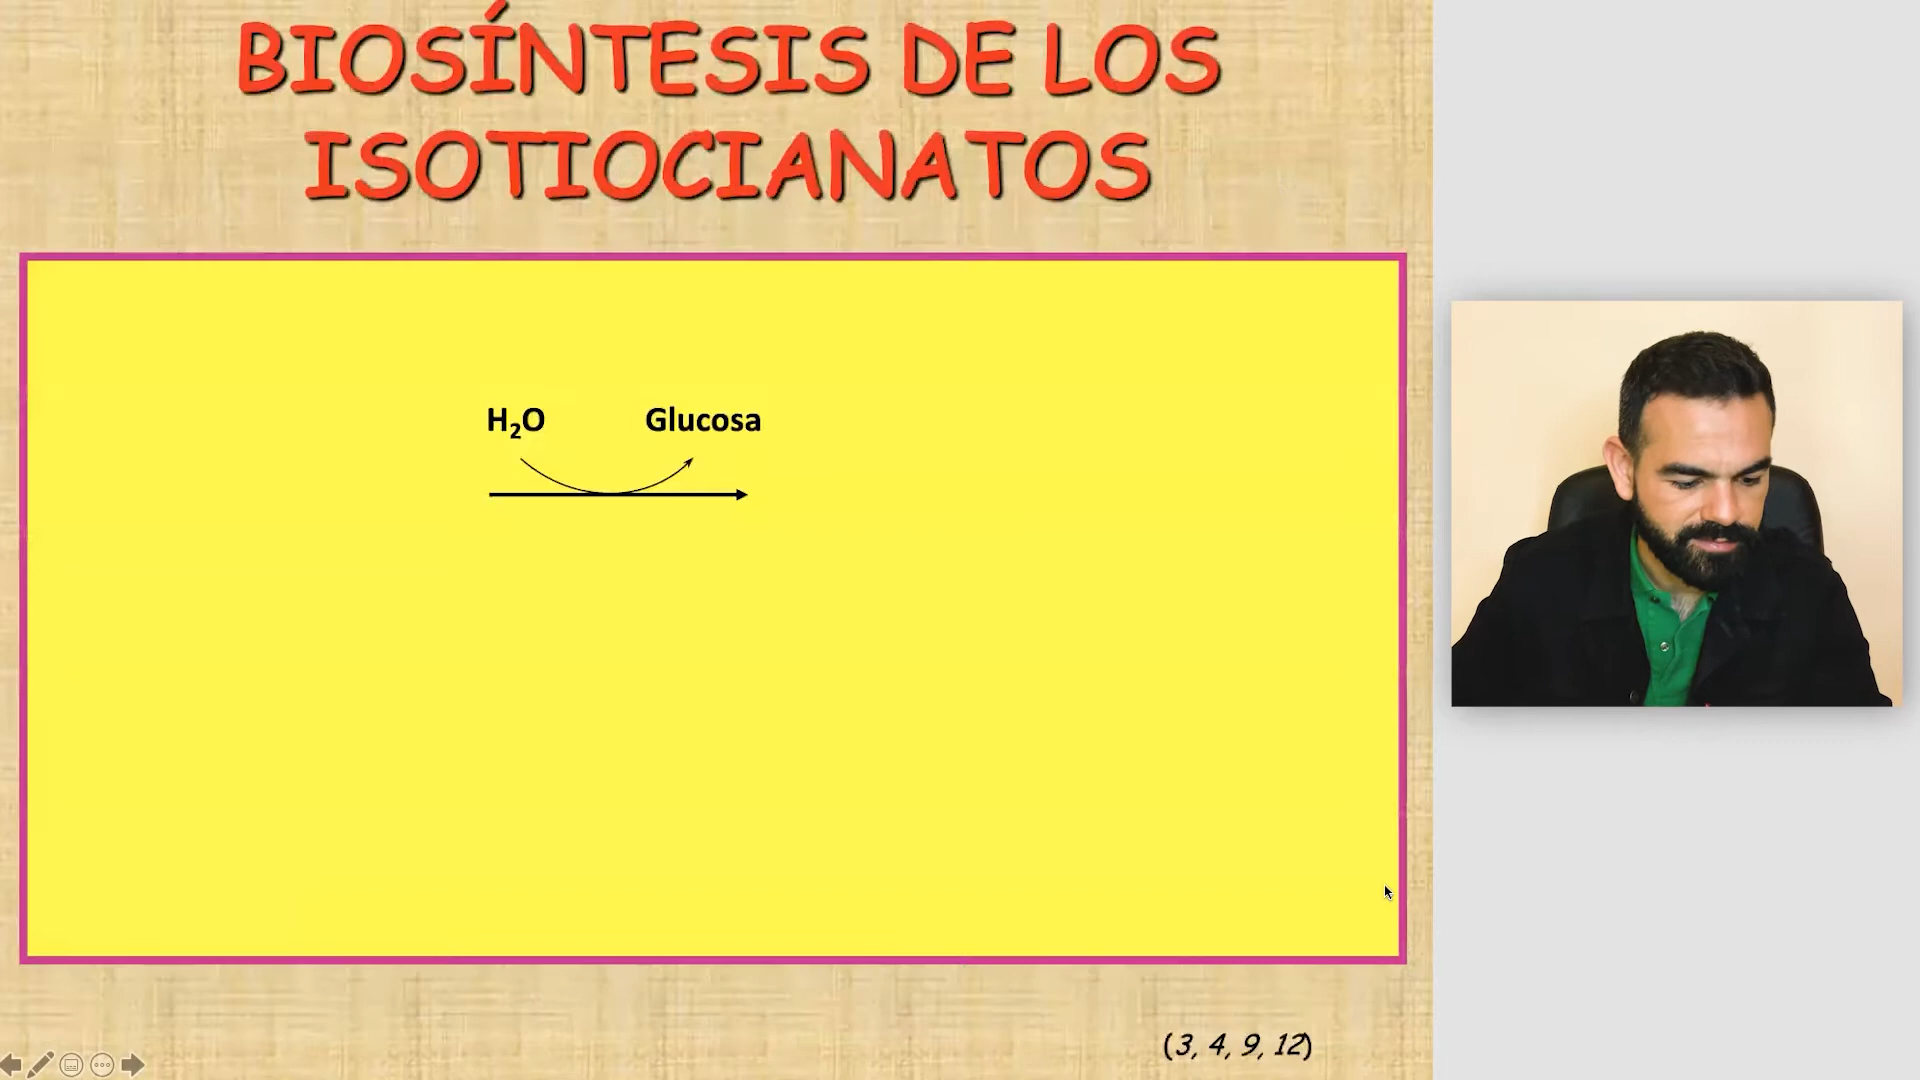 BIOSÍNTESIS DE LOS
ISOTIOCIANATOS
H₂O Glucosa
(3, 4, 9, 12)